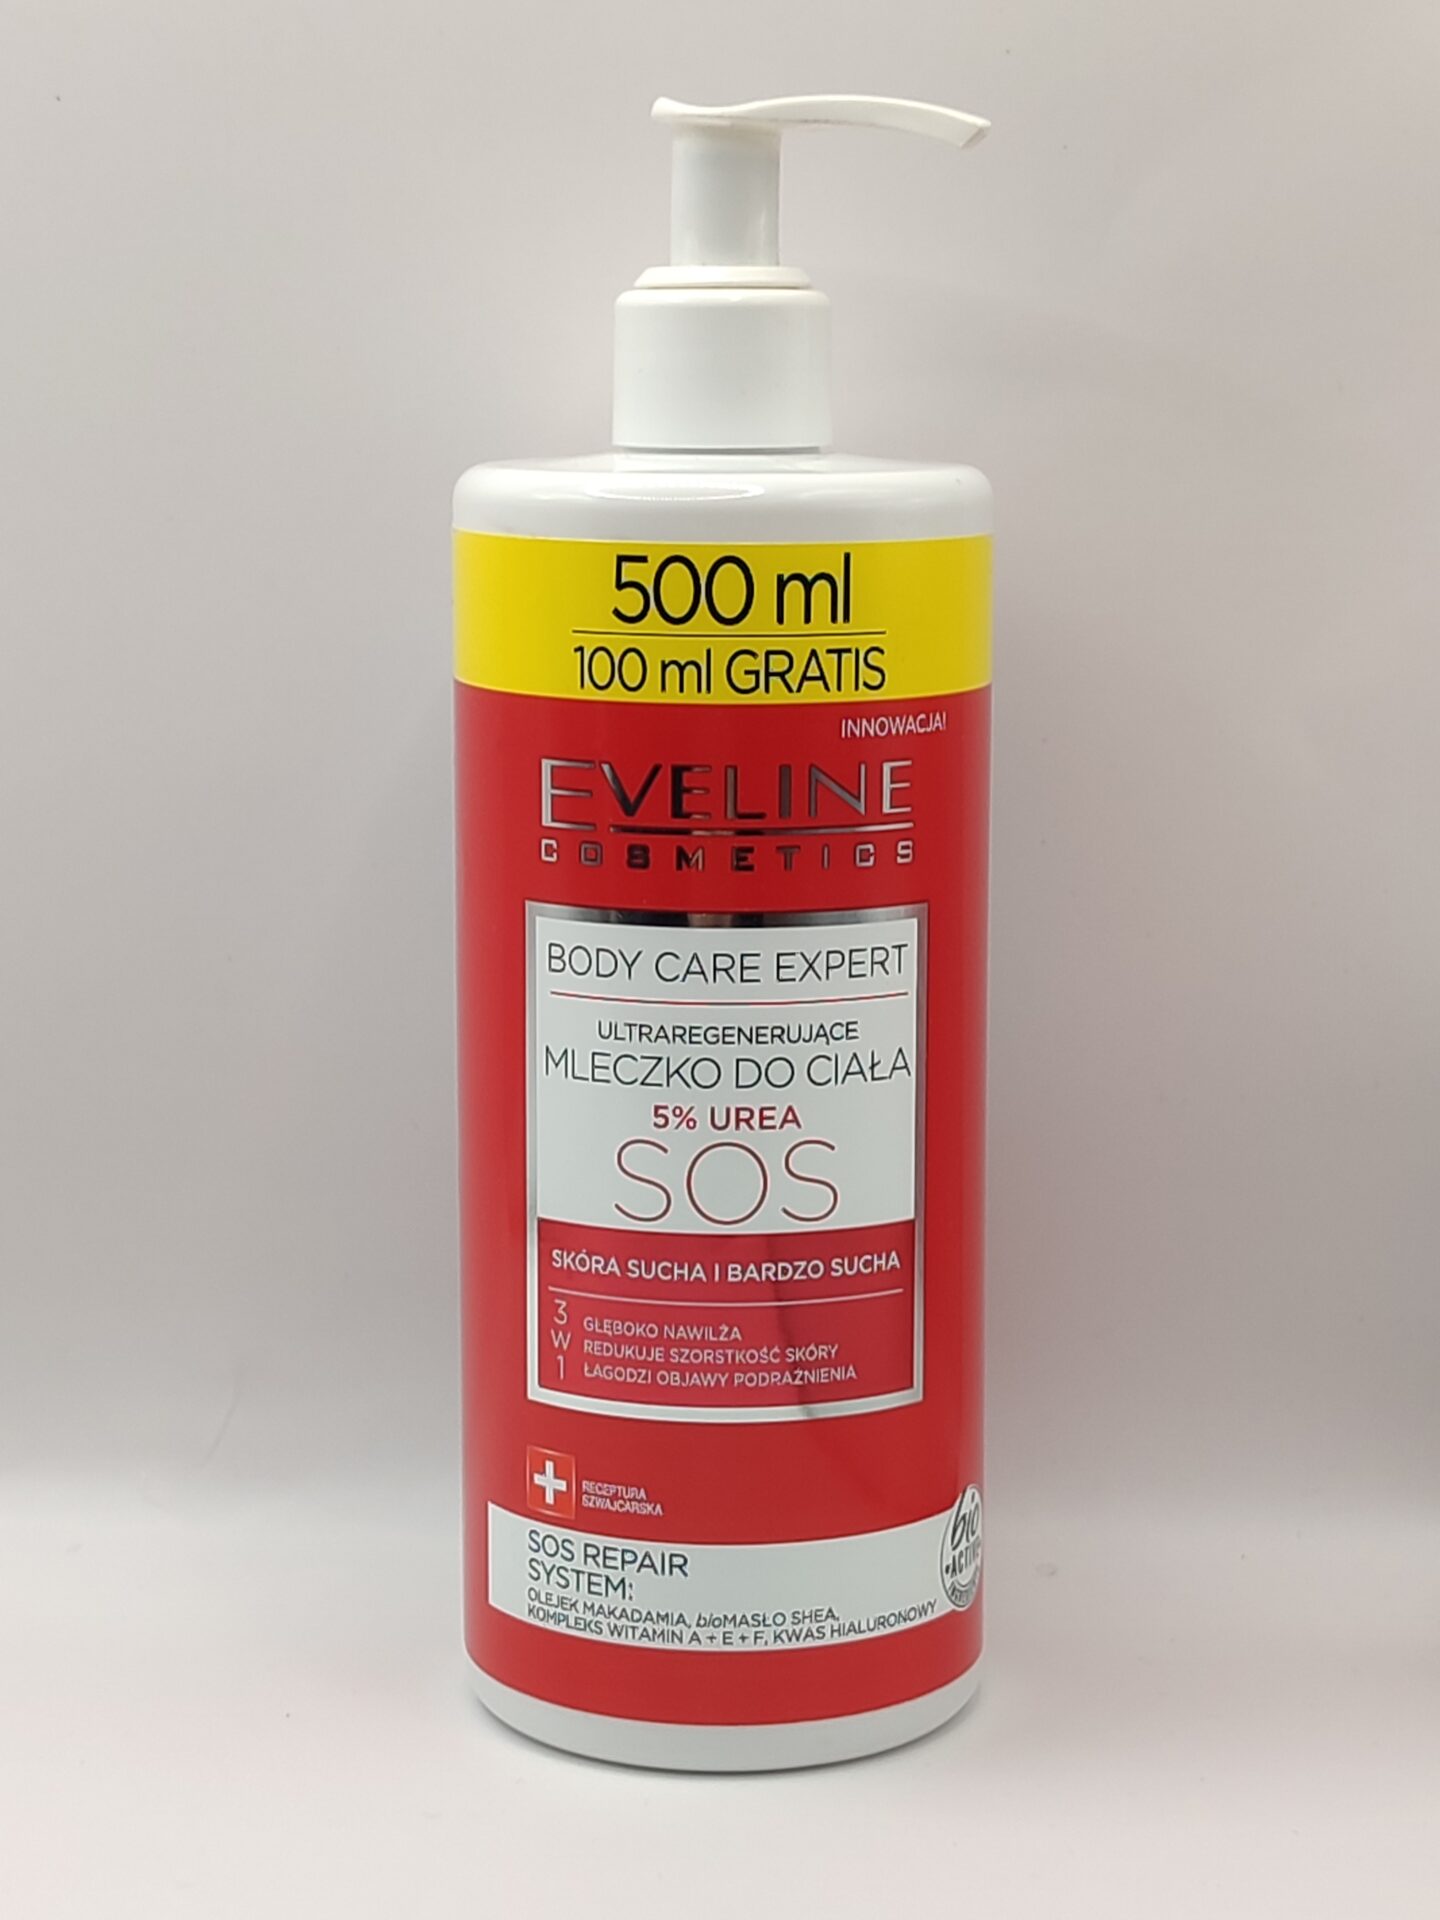 500 ml
100 ml GRATIS
INNOWACJA!
EVELINE
COSMETICS
BODY CARE EXPERT
ULTRAREGENERUJĄCE
MLECZKO DO CIAŁA
5% UREA
SOS
SKÓRA SUCHA I BARDZO SUCHA
3 GŁĘBOKO NAWILŻA
W REDUKUJE SZORSTKOŚĆ SKÓRY
1 ŁAGODZI OBJAWY PODRAŻNIENIA
RECEPTURA
SZWAJCARSKA
bio
ACTIVE
SOS REPAIR
SYSTEM:
OLEJEK MAKADAMIA, bioMASŁO SHEA,
KOMPLEKS WITAMIN A + E + F, KWAS HIALURONOWY